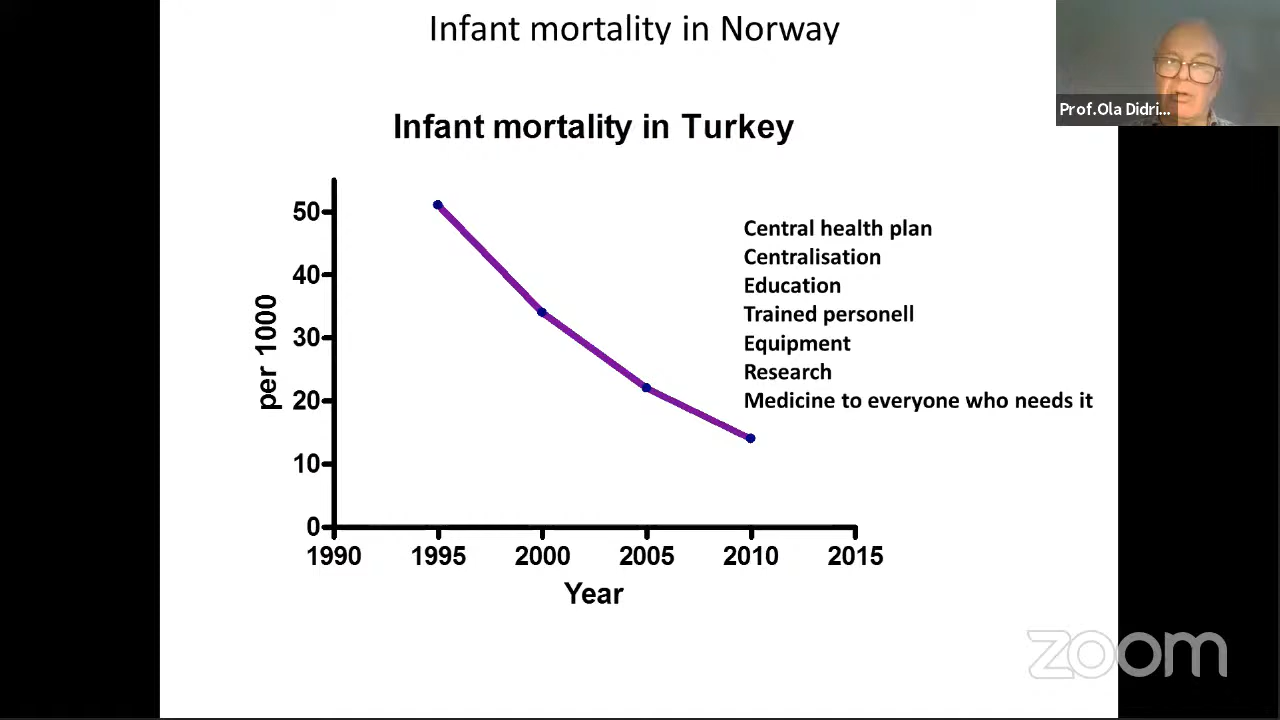 Infant mortality in Norway
Prof.Ola Didri...
Infant mortality in Turkey
50
40
30
20
10
0
per 1000
Central health plan
Centralisation
Education
Trained personell
Equipment
Research
Medicine to everyone who needs it
1990 1995 2000 2005 2010 2015
Year
zoom